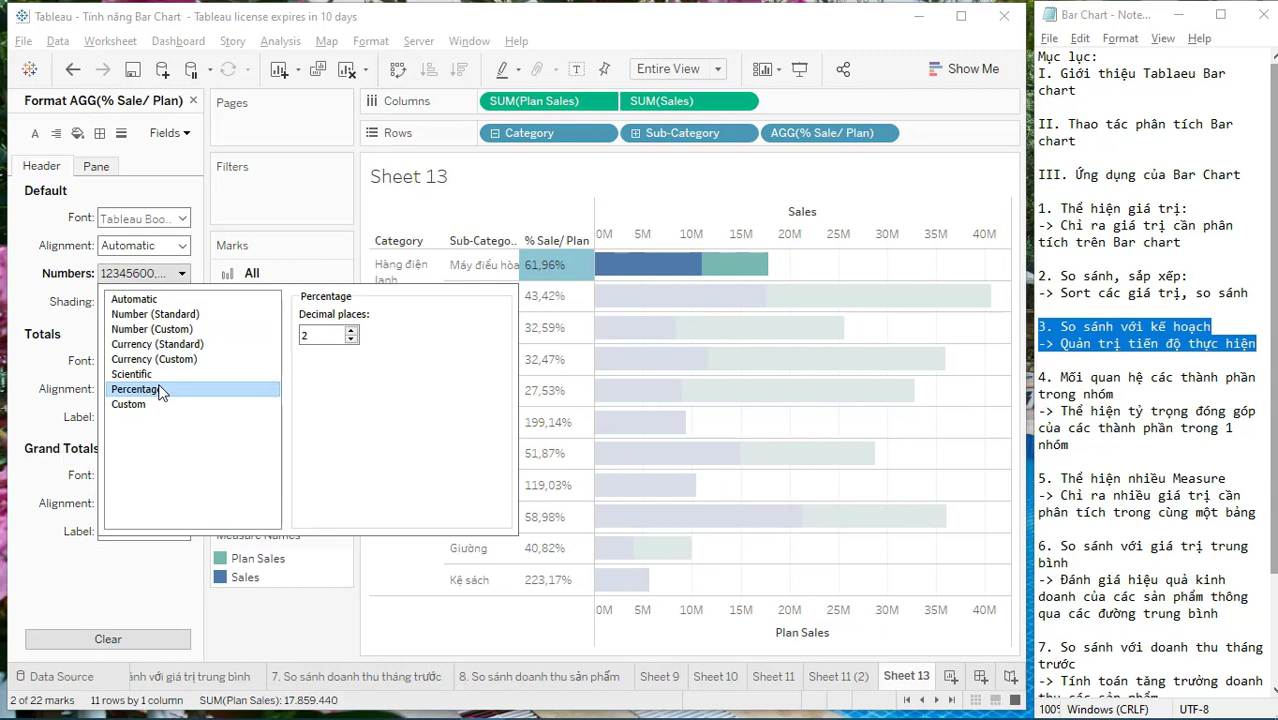 Tableau - Tính năng Bar Chart - Tableau license expires in 10 days
File Data Worksheet Dashboard Story Analysis Map Format Server Window Help
Entire View
Show Me
Format AGG(% Sale/ Plan)
Fields
Header Pane
Default
Font: Tableau Boo..
Alignment: Automatic
Numbers: 12345600,...
Shading:
Totals
Font:
Alignment:
Label:
Grand Totals
Font:
Alignment:
Label:
Clear
Automatic
Number (Standard)
Number (Custom)
Currency (Standard)
Currency (Custom)
Scientific
Percentage
Custom
Percentage
Decimal places:
2
Pages
Filters
Marks
All
Plan Sales
Sales
Columns SUM(Plan Sales) SUM(Sales)
Rows Category Sub-Category AGG(% Sale/ Plan)
Sheet 13
Sales
0M 5M 10M 15M 20M 25M 30M 35M 40M
Category Sub-Catego.. % Sale/ Plan
Hàng điện lạnh Máy điều hòa 61,96%
43,42%
32,59%
32,47%
27,53%
199,14%
51,87%
119,03%
58,98%
Giường 40,82%
Kệ sách 223,17%
0M 5M 10M 15M 20M 25M 30M 35M 40M
Plan Sales
Data Source
nh với giá trị trung bình
7. So sánh doanh thu tháng trước
8. So sánh doanh thu sản phẩm
Sheet 9 Sheet 10 Sheet 11 Sheet 11 (2) Sheet 13
2 of 22 marks 11 rows by 1 column
Bar Chart - Note...
File Edit Format View Help
Mục lục:
I. Giới thiệu Tablaeu Bar
chart
II. Thao tác phân tích Bar
chart
III. Ứng dụng của Bar Chart
1. Thể hiện giá trị:
-> Chỉ ra giá trị cần phân
tích trên Bar chart
2. So sánh, sắp xếp:
-> Sort các giá trị, so sánh
3. So sánh với kế hoạch
-> Quản trị tiến độ thực hiện
4. Mối quan hệ các thành phần
trong nhóm
-> Thể hiện tỷ trọng đóng góp
của các thành phần trong 1
nhóm
5. Thể hiện nhiều Measure
-> Chỉ ra nhiều giá trị cần
phân tích trong cùng một bảng
6. So sánh với giá trị trung
bình
-> Đánh giá hiệu quả kinh
doanh của các sản phẩm thông
qua các đường trung bình
7. So sánh với doanh thu tháng
trước
-> Tính toán tăng trưởng doanh
thu các sản phẩm
100% Windows (CRLF) UTF-8